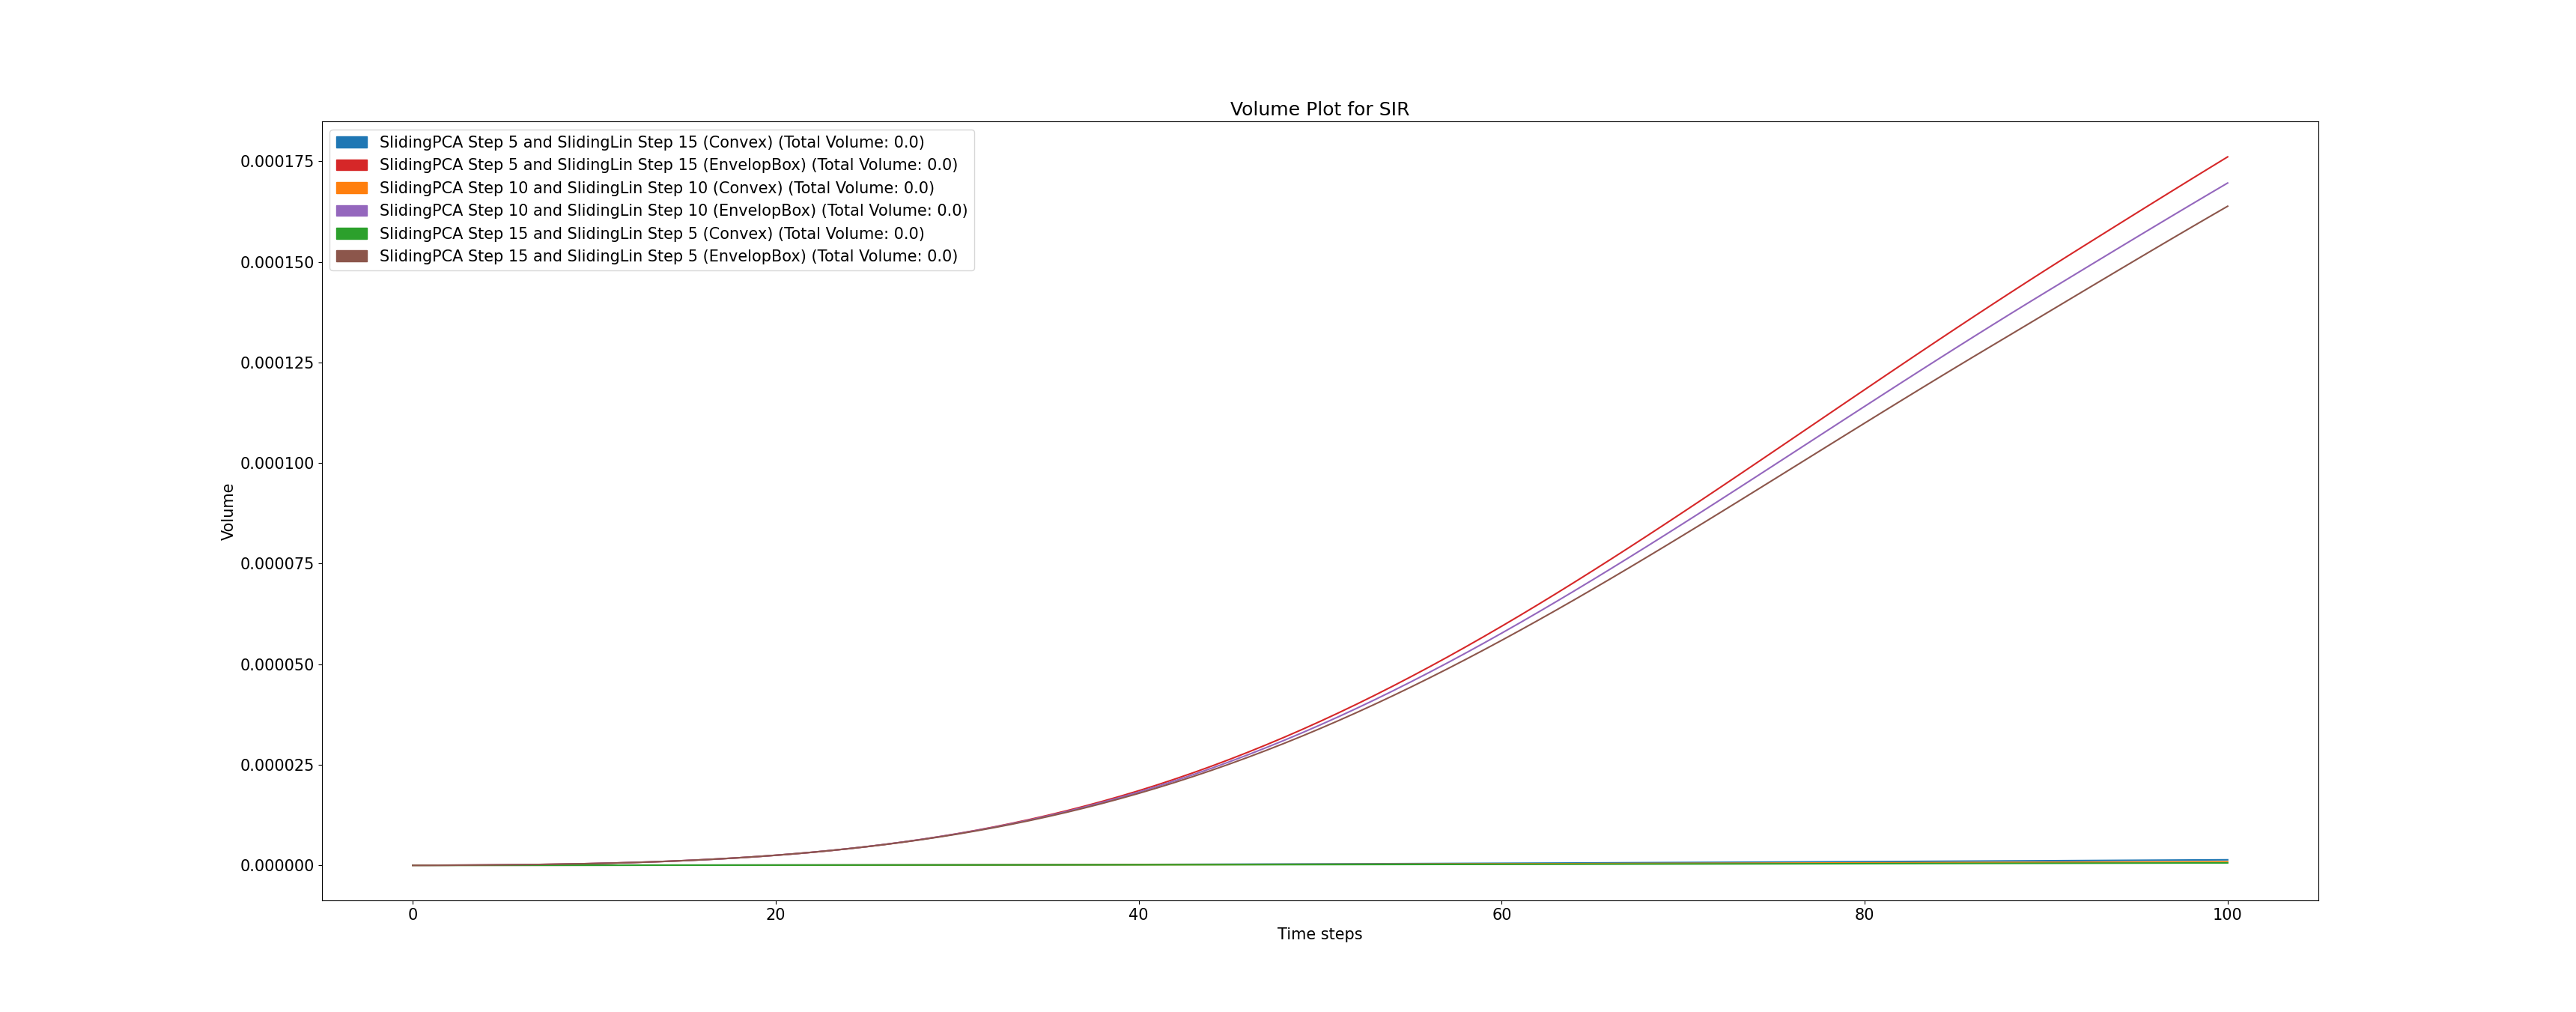 Volume Plot for SIR
SlidingPCA Step 5 and SlidingLin Step 15 (Convex) (Total Volume: 0.0)
SlidingPCA Step 5 and SlidingLin Step 15 (EnvelopBox) (Total Volume: 0.0)
SlidingPCA Step 10 and SlidingLin Step 10 (Convex) (Total Volume: 0.0)
SlidingPCA Step 10 and SlidingLin Step 10 (EnvelopBox) (Total Volume: 0.0)
SlidingPCA Step 15 and SlidingLin Step 5 (Convex) (Total Volume: 0.0)
SlidingPCA Step 15 and SlidingLin Step 5 (EnvelopBox) (Total Volume: 0.0)
0.000175
0.000150
0.000125
0.000100
0.000075
0.000050
0.000025
0.000000
Volume
0 20 40 60 80 100
Time steps